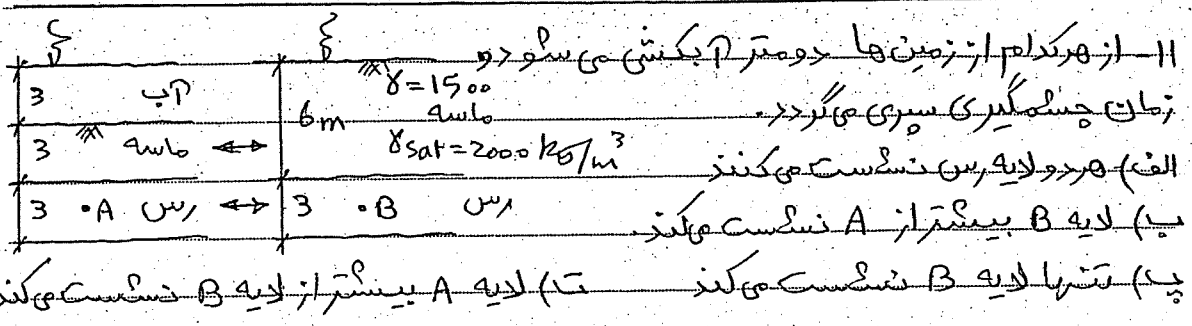 ۱۱- از هرکدام از زمین‌ها دومتر آبکشی می‌شود و
زمان چشمگیری سپری می‌گردد.
الف) هر دو لایه رس نشست می‌کنند
ب) لایه B بیشتر از A نشست می‌کند.
پ) تنها لایه B نشست می‌کند ت) لایه A بیشتر از لایه B نشست می‌کند
3 آب
3 ماسه
3 •A رس
γ=1500
6m ماسه
γsat=2000 kg/m³
3 •B رس